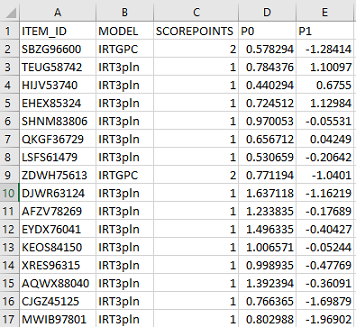 A B C D E
1 ITEM_ID MODEL SCOREPOINTS P0 P1
2 SBZG96600 IRTGPC 2 0.578294 -1.28414
3 TEUG58742 IRT3pln 1 0.784376 1.10097
4 HIJV53740 IRT3pln 1 0.440294 0.6755
5 EHEX85324 IRT3pln 1 0.724512 1.12984
6 SHNM83806 IRT3pln 1 0.970053 -0.05531
7 QKGF36729 IRT3pln 1 0.656712 0.04249
8 LSFS61479 IRT3pln 1 0.530659 -0.20642
9 ZDWH75613 IRTGPC 2 0.771194 -1.0401
10 DJWR63124 IRT3pln 1 1.637118 -1.16219
11 AFZV78269 IRT3pln 1 1.233835 -0.17689
12 EYDX76041 IRT3pln 1 1.496335 -0.40427
13 KEOS84150 IRT3pln 1 1.006571 -0.05244
14 XRES96315 IRT3pln 1 0.998935 -0.47769
15 AQWX88040 IRT3pln 1 1.392394 -0.36091
16 CJGZ45125 IRT3pln 1 0.766365 -1.69879
17 MWIB97801 IRT3pln 1 0.802988 -1.96902